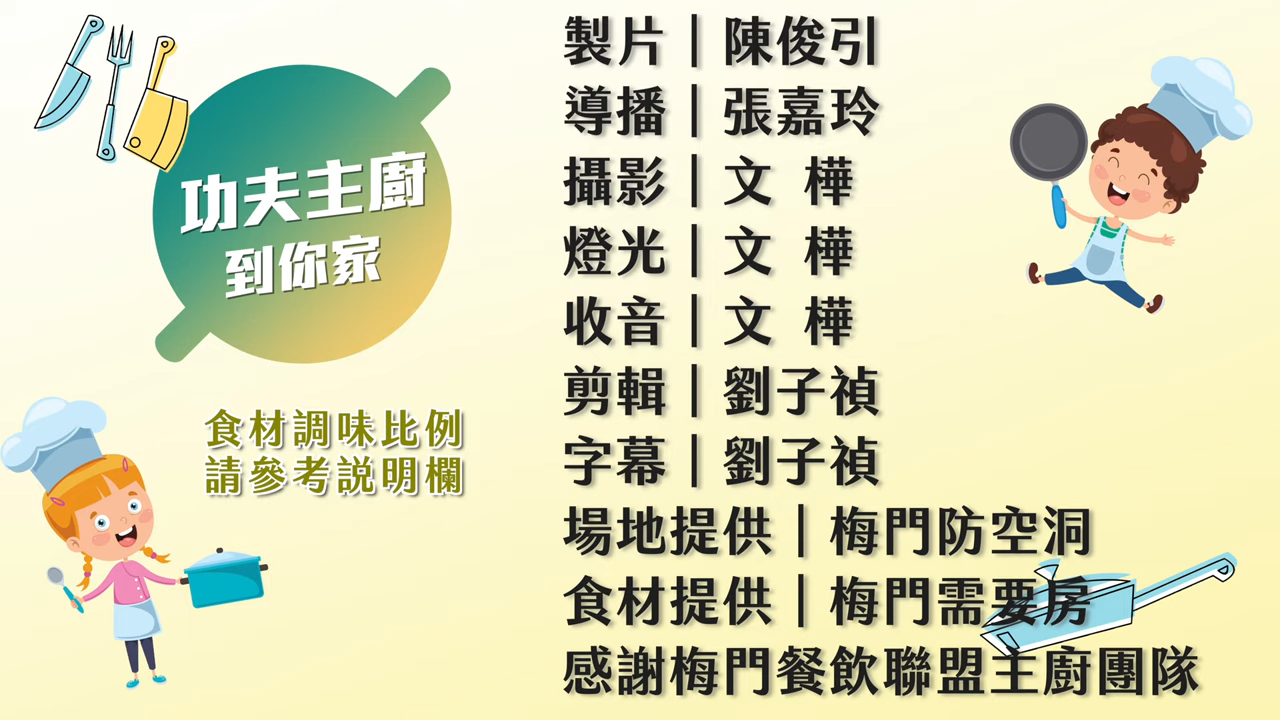 功夫主廚
到你家
食材調味比例
請參考説明欄
製片｜陳俊引
導播｜張嘉玲
攝影｜文 樺
燈光｜文 樺
收音｜文 樺
剪輯｜劉子禎
字幕｜劉子禎
場地提供｜梅門防空洞
食材提供｜梅門需要房
感謝梅門餐飲聯盟主廚團隊